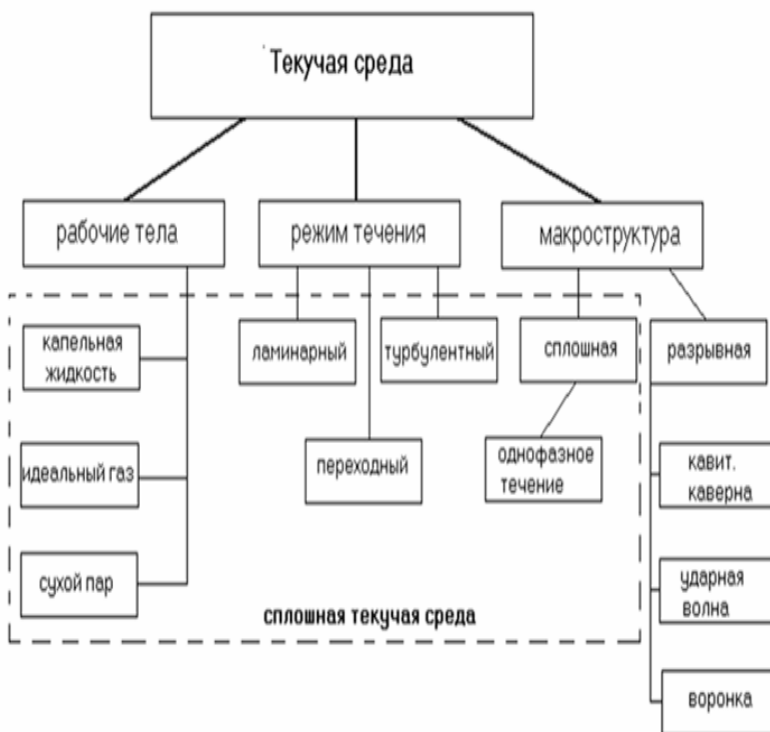 Текучая среда
рабочие тела
режим течения
макроструктура
капельная
жидкость
ламинарный
турбулентный
сплошная
разрывная
идеальный газ
переходный
однофазное
течение
кавит.
каверна
сухой пар
ударная
волна
сплошная текучая среда
воронка